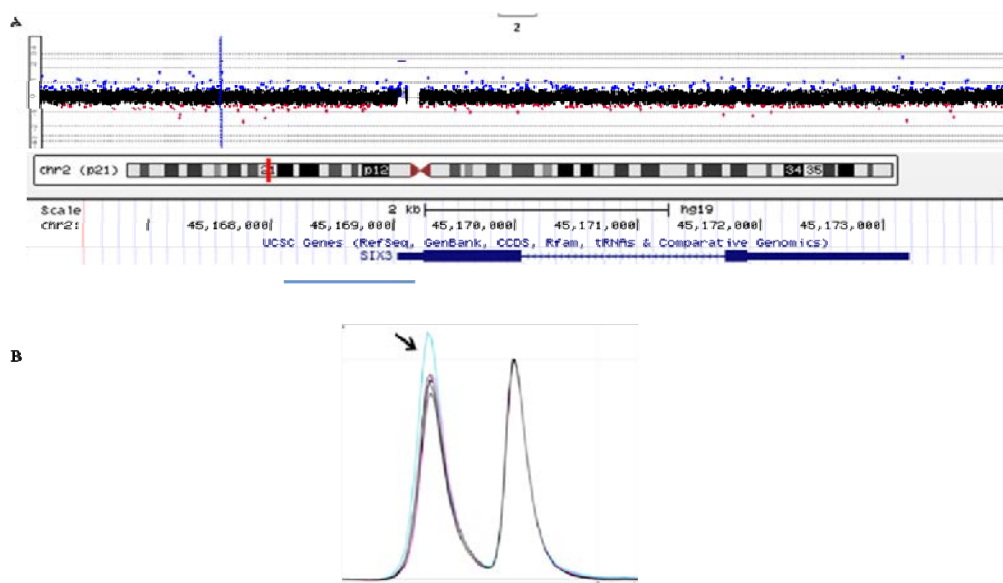 A
2
chr2 (p21) 21 p12 34 35
Scale 2 kb hg19
chr2: 45,168,000 45,169,000 45,170,000 45,171,000 45,172,000 45,173,000
UCSC Genes (RefSeq, GenBank, CCDS, Rfam, tRNAs & Comparative Genomics)
SIX3
B